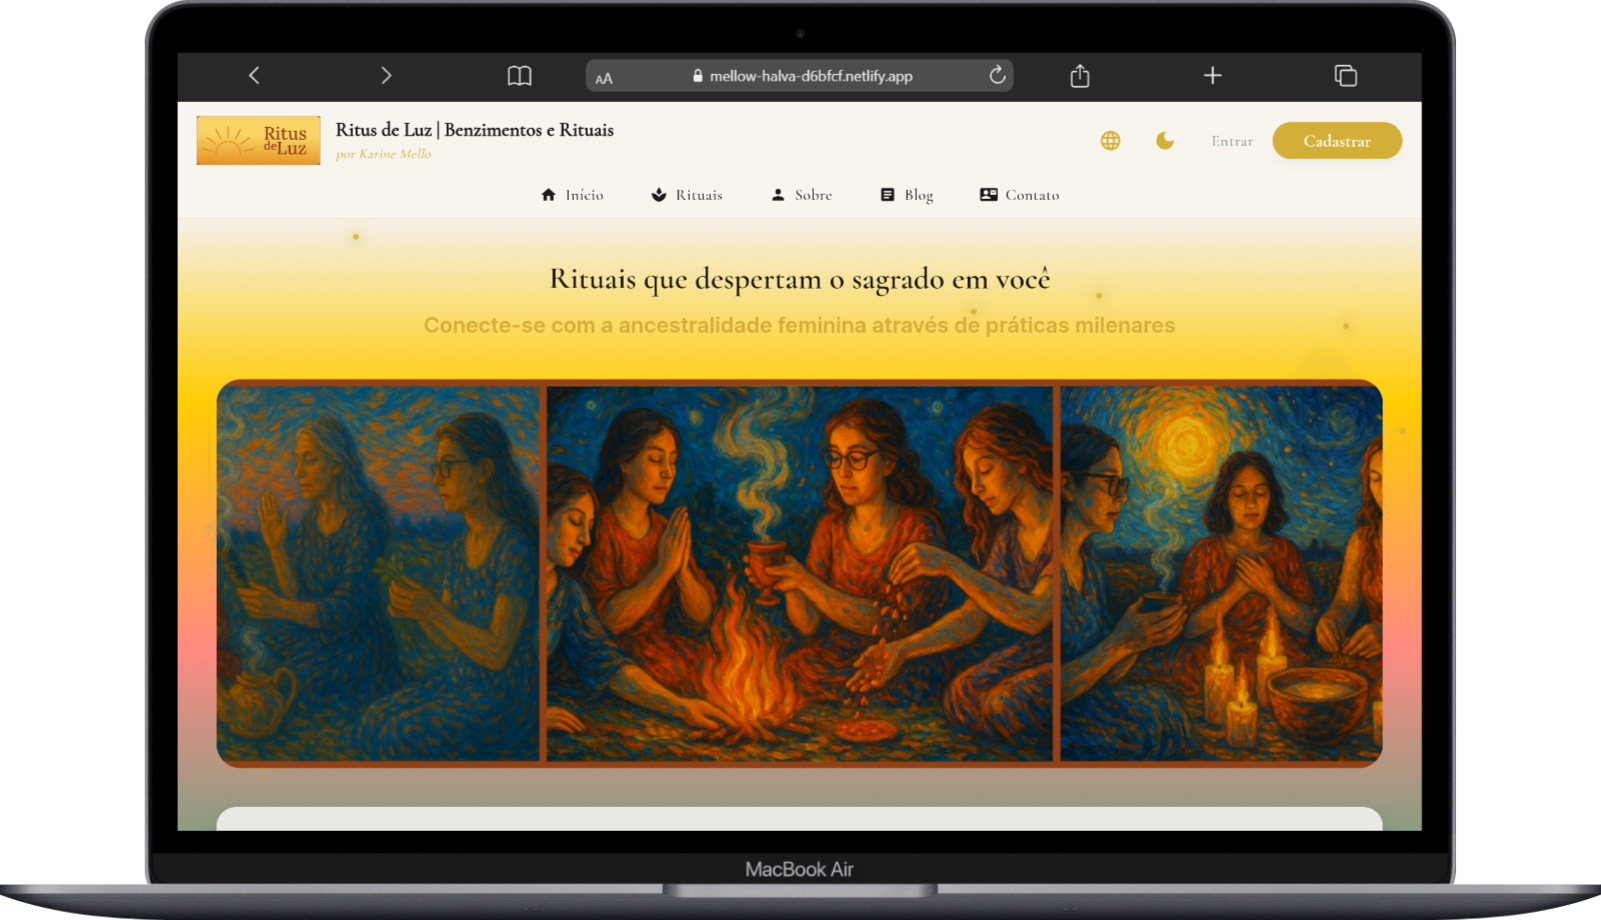 AA
mellow-halva-d6bfcf.netlify.app
Ritus
deLuz
Ritus de Luz | Benzimentos e Rituais
por Karine Mello
Entrar
Cadastrar
Início
Rituais
Sobre
Blog
Contato
Rituais que despertam o sagrado em você
Conecte-se com a ancestralidade feminina através de práticas milenares
MacBook Air